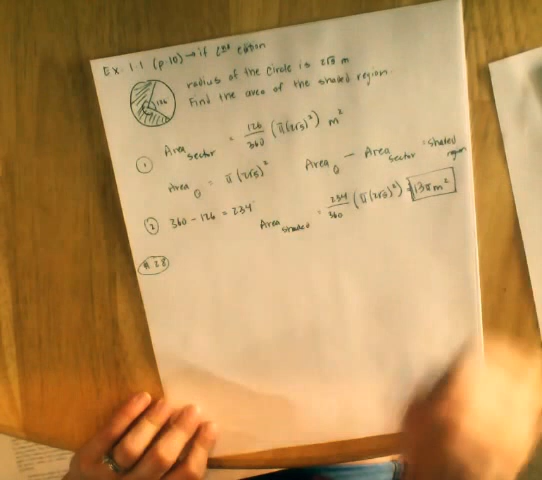 Ex. 1.1 (p.10) → if 2nd edition
radius of the circle is 2√5 m
Find the area of the shaded region.
126
① Area sector = 126/360 (π(2√5)²) m²
Area ⊙ = π(2√5)²
Area ⊙ - Area sector = shaded region
② 360 - 126 = 234
Area shaded = 234/360 (π(2√5)²) = 13π m²
# 28